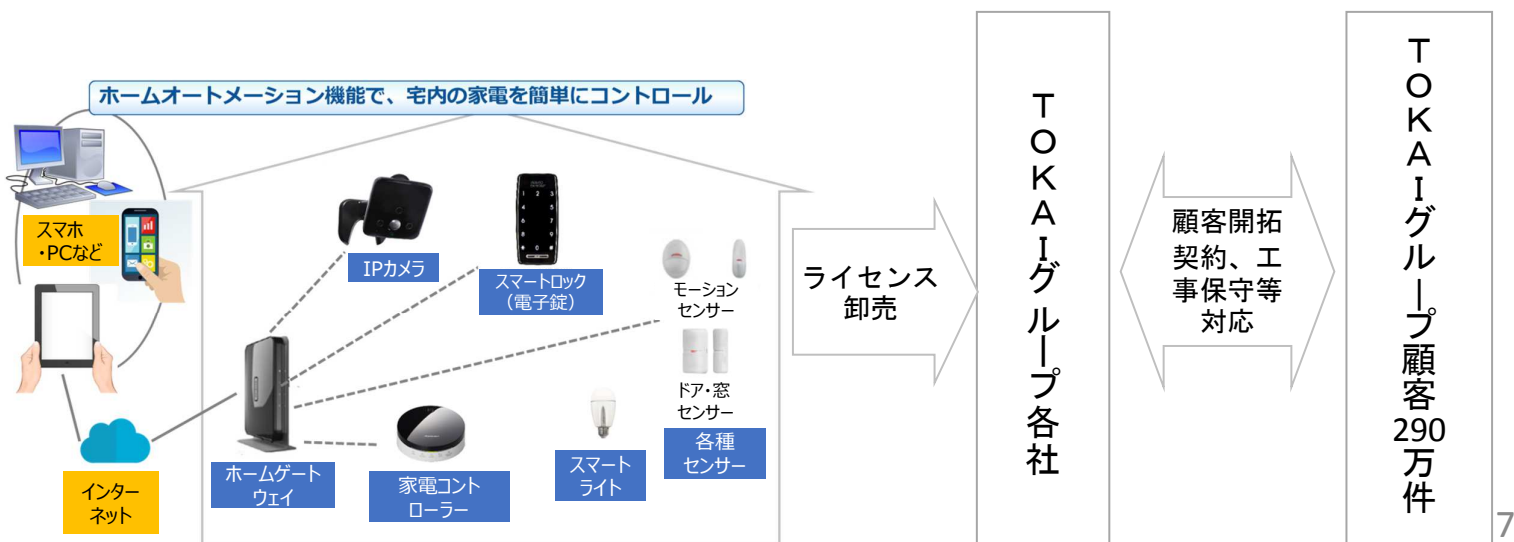 ホームオートメーション機能で、宅内の家電を簡単にコントロール
スマホ
・PCなど
インター
ネット
IPカメラ
スマートロック
（電子錠）
モーション
センサー
ドア・窓
センサー
各種
センサー
スマート
ライト
家電コント
ローラー
ホームゲート
ウェイ
ライセンス
卸売
ＴＯＫＡＩグループ各社
顧客開拓
契約、工
事保守等
対応
ＴＯＫＡＩグループ顧客290万件
7